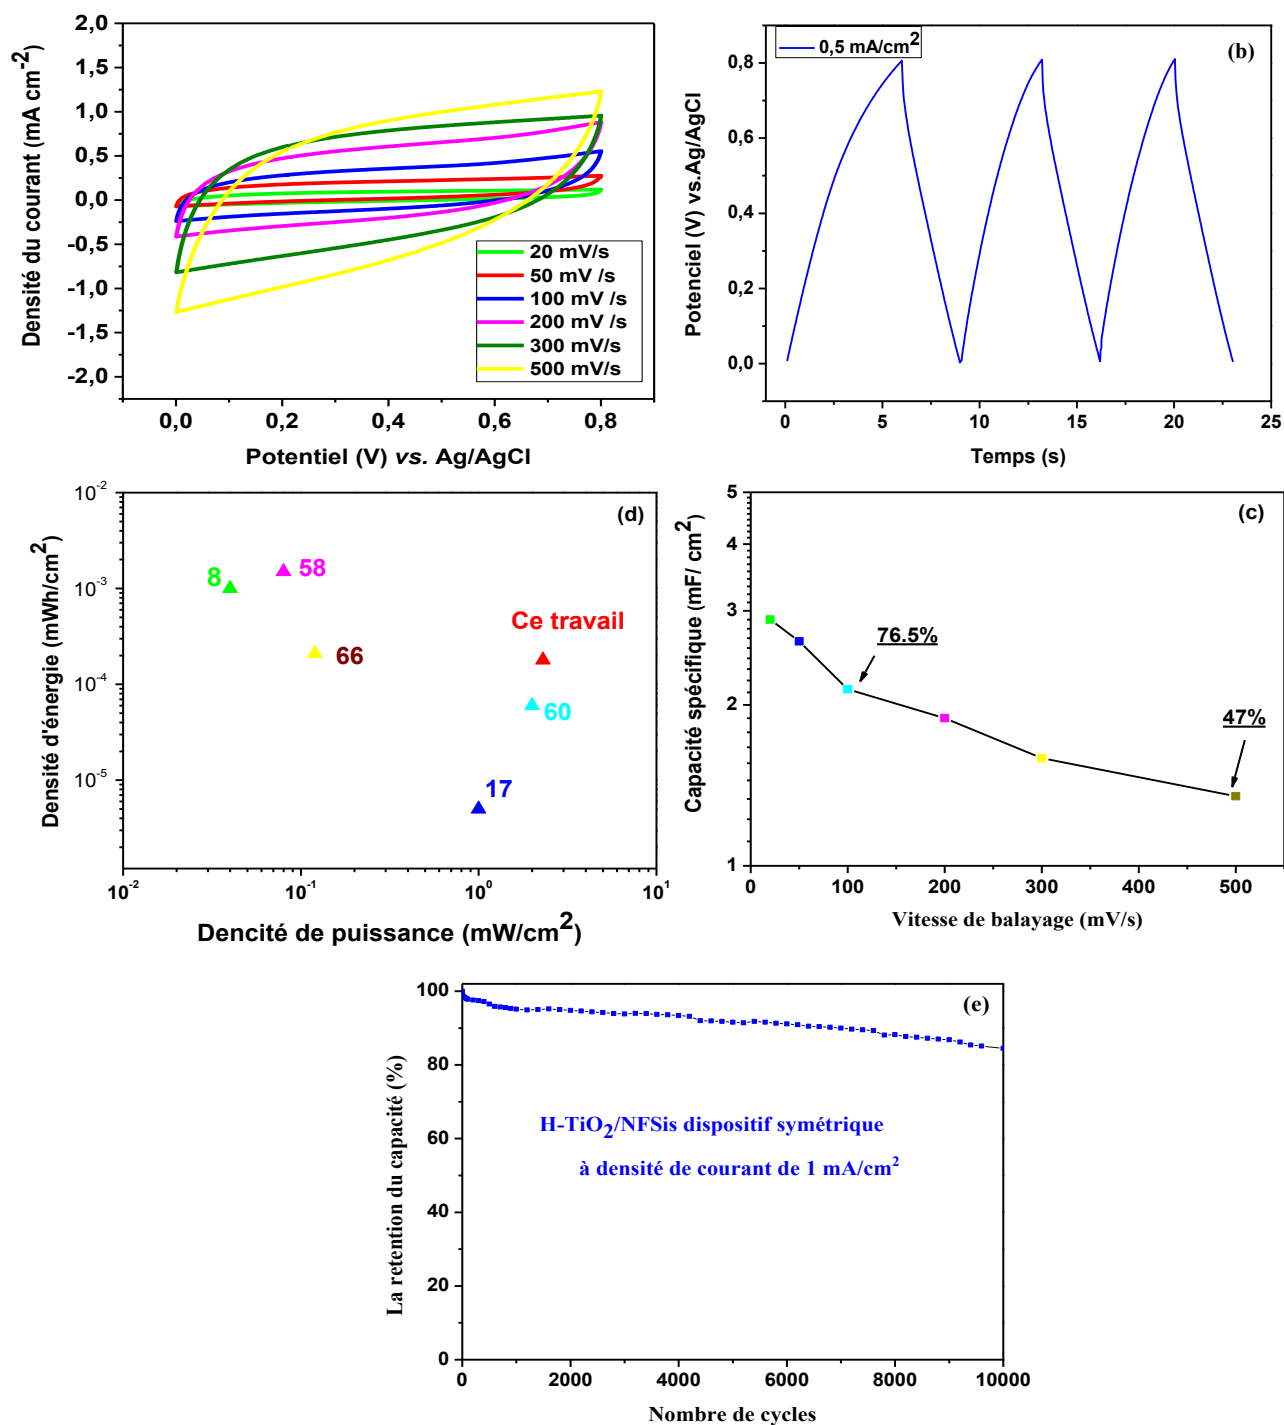 2,0
1,5
1,0
0,5
0,0
-0,5
-1,0
-1,5
-2,0
Densité du courant (mA cm-2)
20 mV/s
50 mV /s
100 mV /s
200 mV /s
300 mV/s
500 mV/s
0,0 0,2 0,4 0,6 0,8
Potentiel (V) vs. Ag/AgCl
0,5 mA/cm2
(b)
0,8
0,6
0,4
0,2
0,0
Potenciel (V) vs.Ag/AgCl
0 5 10 15 20 25
Temps (s)
(d)
10-2
10-3
10-4
10-5
Densité d'énergie (mWh/cm2)
8
58
66
Ce travail
60
17
10-2 10-1 100 101
Dencité de puissance (mW/cm2)
(c)
5
4
3
2
1
Capacité spécifique (mF/ cm2)
76.5%
47%
0 100 200 300 400 500
Vitesse de balayage (mV/s)
(e)
100
80
60
40
20
0
La retention du capacité (%)
H-TiO2/NFSis dispositif symétrique
à densité de courant de 1 mA/cm2
0 2000 4000 6000 8000 10000
Nombre de cycles